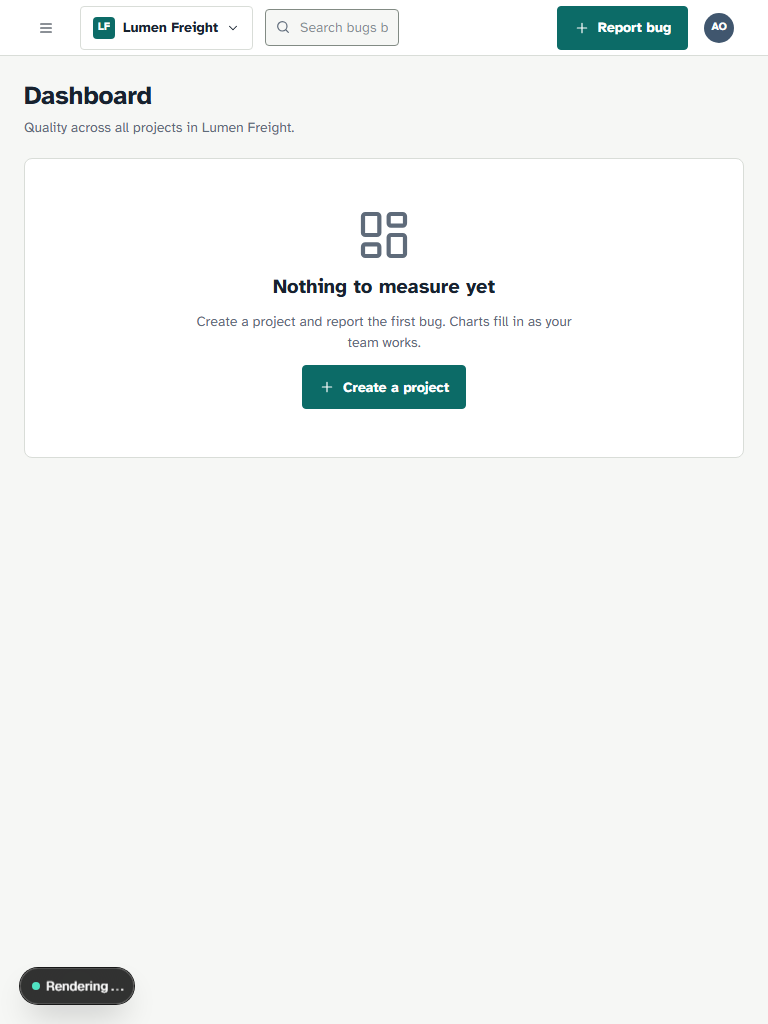 LF Lumen Freight
Search bugs b
Report bug
AO
Dashboard
Quality across all projects in Lumen Freight.
Nothing to measure yet
Create a project and report the first bug. Charts fill in as your
team works.
Create a project
Rendering ...